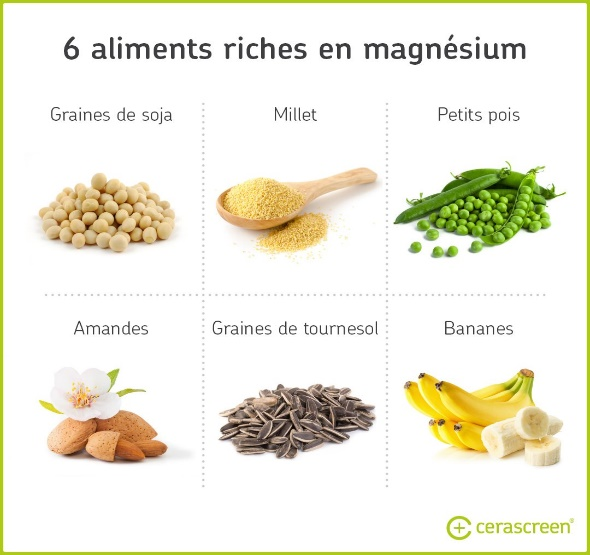 6 aliments riches en magnésium
Graines de soja
Millet
Petits pois
Amandes
Graines de tournesol
Bananes
cerascreen®